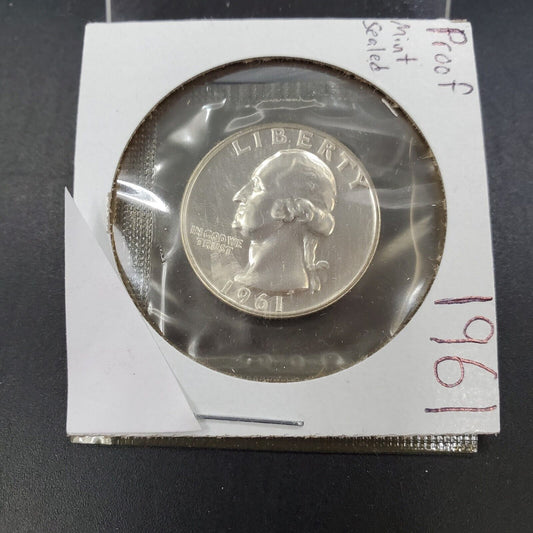 Proof
Mint
Sealed
1961
LIBERTY
IN GOD WE
TRUST
1961